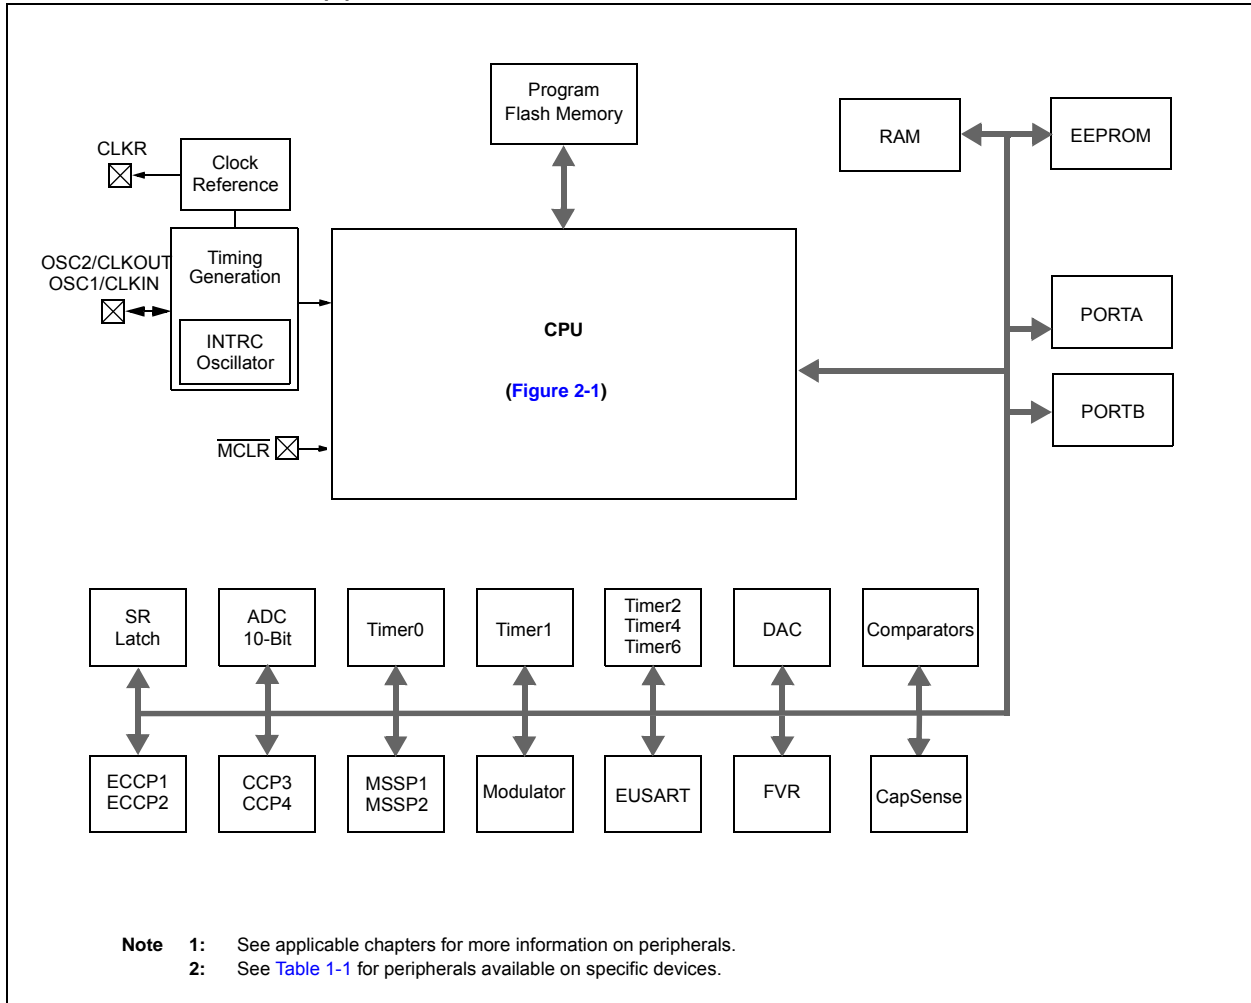 Program
Flash Memory
RAM
EEPROM
CLKR
Clock
Reference
OSC2/CLKOUT
OSC1/CLKIN
Timing
Generation
INTRC
Oscillator
CPU
(Figure 2-1)
PORTA
PORTB
MCLR
SR
Latch
ADC
10-Bit
Timer0
Timer1
Timer2
Timer4
Timer6
DAC
Comparators
ECCP1
ECCP2
CCP3
CCP4
MSSP1
MSSP2
Modulator
EUSART
FVR
CapSense
Note 1: See applicable chapters for more information on peripherals.
2: See Table 1-1 for peripherals available on specific devices.